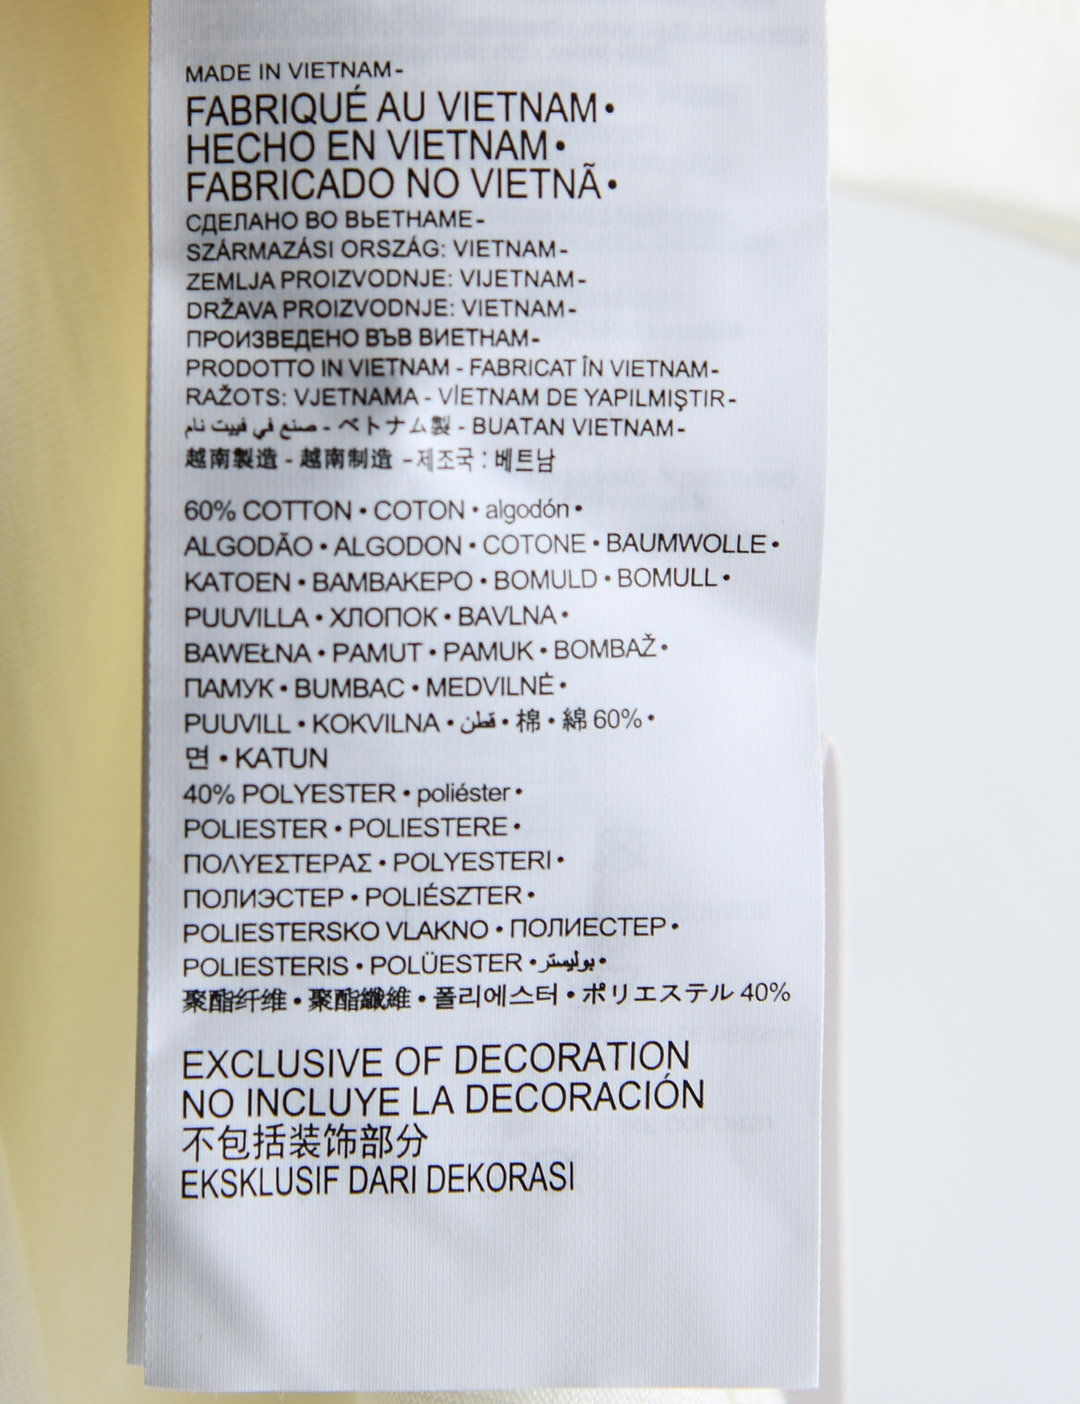 MADE IN VIETNAM-
FABRIQUÉ AU VIETNAM•
HECHO EN VIETNAM•
FABRICADO NO VIETNÃ•
СДЕЛАНО ВО ВЬЕТНАМЕ-
SZÁRMAZÁSI ORSZÁG: VIETNAM-
ZEMLJA PROIZVODNJE: VIJETNAM-
DRŽAVA PROIZVODNJE: VIETNAM-
ПРОИЗВЕДЕНО ВЪВ ВИЕТНАМ-
PRODOTTO IN VIETNAM - FABRICAT ÎN VIETNAM-
RAŽOTS: VJETNAMA - VİETNAM DE YAPILMIŞTIR-
صنع في فييت نام - ベトナム製 - BUATAN VIETNAM-
越南製造 - 越南制造 -제조국 : 베트남
60% COTTON • COTON • algodón•
ALGODÃO • ALGODON • COTONE • BAUMWOLLE•
KATOEN • BAMBAKEPO • BOMULD • BOMULL•
PUUVILLA • ХЛОПОК • BAVLNA•
BAWEŁNA • PAMUT • PAMUK • BOMBAŽ•
ПАМУК • BUMBAC • MEDVILNĖ•
PUUVILL • KOKVILNA • قطن • 棉 • 綿 60%•
면 • KATUN
40% POLYESTER • poliéster•
POLIESTER • POLIESTERE•
ΠΟΛΥΕΣΤΕΡΑΣ • POLYESTERI•
ПОЛИЭСТЕР • POLIÉSZTER•
POLIESTERSKO VLAKNO • ПОЛИЕСТЕР•
POLIESTERIS • POLÜESTER • بوليستر•
聚酯纤维 • 聚酯纖維 • 폴리에스터 • ポリエステル 40%
EXCLUSIVE OF DECORATION
NO INCLUYE LA DECORACIÓN
不包括装饰部分
EKSKLUSIF DARI DEKORASI